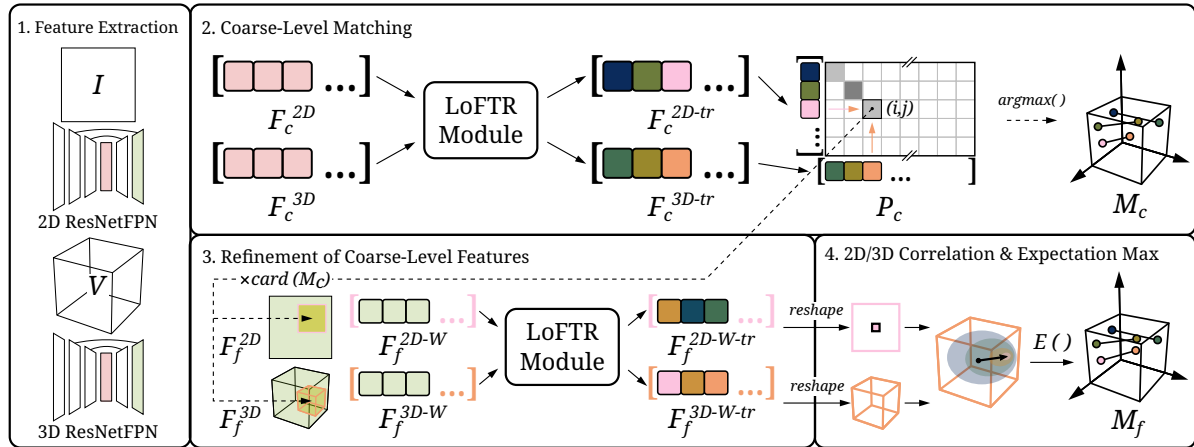 1. Feature Extraction
I
2D ResNetFPN
V
3D ResNetFPN
2. Coarse-Level Matching
[ ... ]
F_c^{2D}
[ ... ]
F_c^{3D}
LoFTR
Module
[ ... ]
F_c^{2D-tr}
[ ... ]
F_c^{3D-tr}
(i,j)
[ ... ]
P_c
argmax()
M_c
3. Refinement of Coarse-Level Features
×card (M_c)
F_f^{2D}
F_f^{3D}
[ ... ]
F_f^{2D-W}
[ ... ]
F_f^{3D-W}
LoFTR
Module
[ ... ]
F_f^{2D-W-tr}
[ ... ]
F_f^{3D-W-tr}
reshape
reshape
4. 2D/3D Correlation & Expectation Max
E ( )
M_f